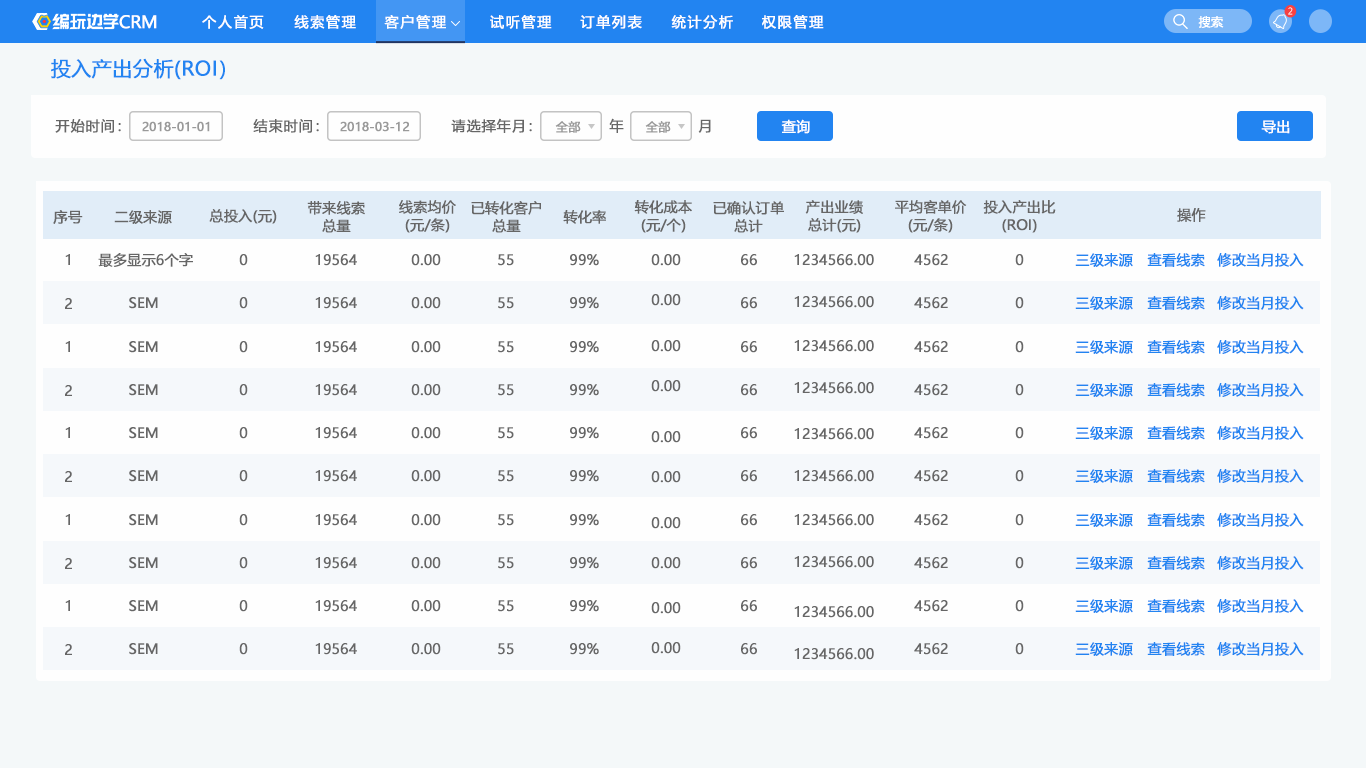 编玩边学CRM 个人首页 线索管理 客户管理 试听管理 订单列表 统计分析 权限管理 搜索 2
投入产出分析(ROI)
开始时间: 2018-01-01 结束时间: 2018-03-12 请选择年月: 全部 年 全部 月 查询 导出
序号 二级来源 总投入(元) 带来线索总量 线索均价(元/条) 已转化客户总量 转化率 转化成本(元/个) 已确认订单总计 产出业绩总计(元) 平均客单价(元/条) 投入产出比(ROI) 操作
1 最多显示6个字 0 19564 0.00 55 99% 0.00 66 1234566.00 4562 0 三级来源 查看线索 修改当月投入
2 SEM 0 19564 0.00 55 99% 0.00 66 1234566.00 4562 0 三级来源 查看线索 修改当月投入
1 SEM 0 19564 0.00 55 99% 0.00 66 1234566.00 4562 0 三级来源 查看线索 修改当月投入
2 SEM 0 19564 0.00 55 99% 0.00 66 1234566.00 4562 0 三级来源 查看线索 修改当月投入
1 SEM 0 19564 0.00 55 99% 0.00 66 1234566.00 4562 0 三级来源 查看线索 修改当月投入
2 SEM 0 19564 0.00 55 99% 0.00 66 1234566.00 4562 0 三级来源 查看线索 修改当月投入
1 SEM 0 19564 0.00 55 99% 0.00 66 1234566.00 4562 0 三级来源 查看线索 修改当月投入
2 SEM 0 19564 0.00 55 99% 0.00 66 1234566.00 4562 0 三级来源 查看线索 修改当月投入
1 SEM 0 19564 0.00 55 99% 0.00 66 1234566.00 4562 0 三级来源 查看线索 修改当月投入
2 SEM 0 19564 0.00 55 99% 0.00 66 1234566.00 4562 0 三级来源 查看线索 修改当月投入